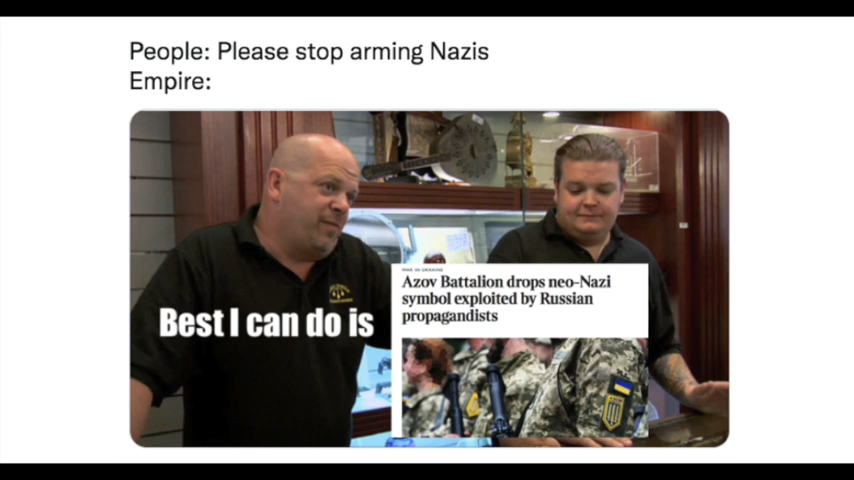 People: Please stop arming Nazis
Empire:
Best I can do is
WAR IN UKRAINE
Azov Battalion drops neo-Nazi
symbol exploited by Russian
propagandists